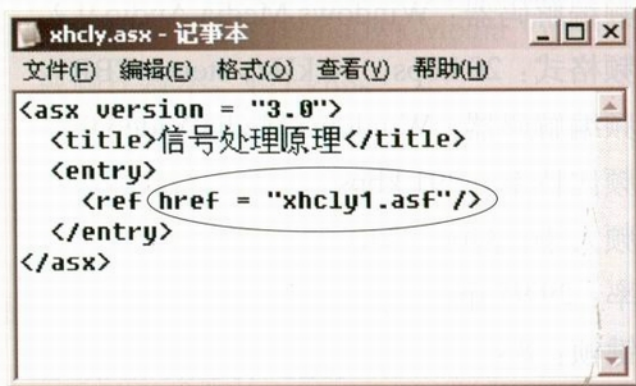 xhcly.asx - 记事本
文件(F) 编辑(E) 格式(O) 查看(V) 帮助(H)
<asx version = "3.0">
<title>信号处理原理</title>
<entry>
<ref href = "xhcly1.asf"/>
</entry>
</asx>